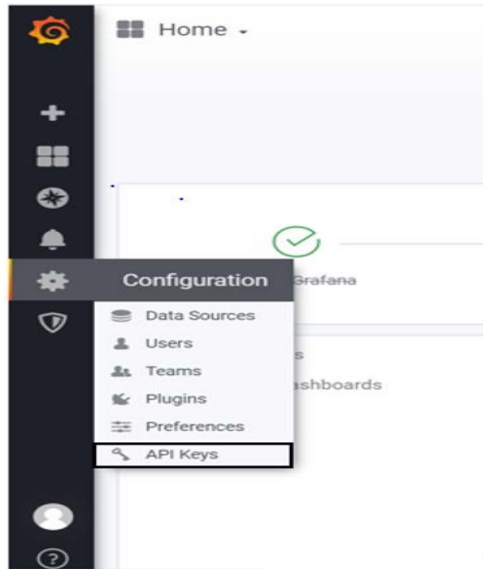 Home
Configuration
Grafana
Data Sources
Users
s
Teams
ashboards
Plugins
Preferences
API Keys
?